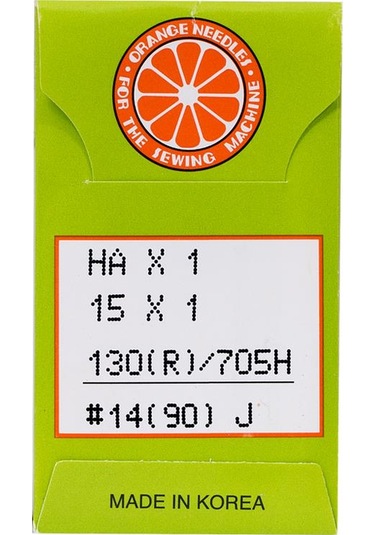 ORANGE NEEDLES
• FOR THE SEWING MACHINE •
HA X 1
15 X 1
130(R)/705H
#14(90) J
MADE IN KOREA